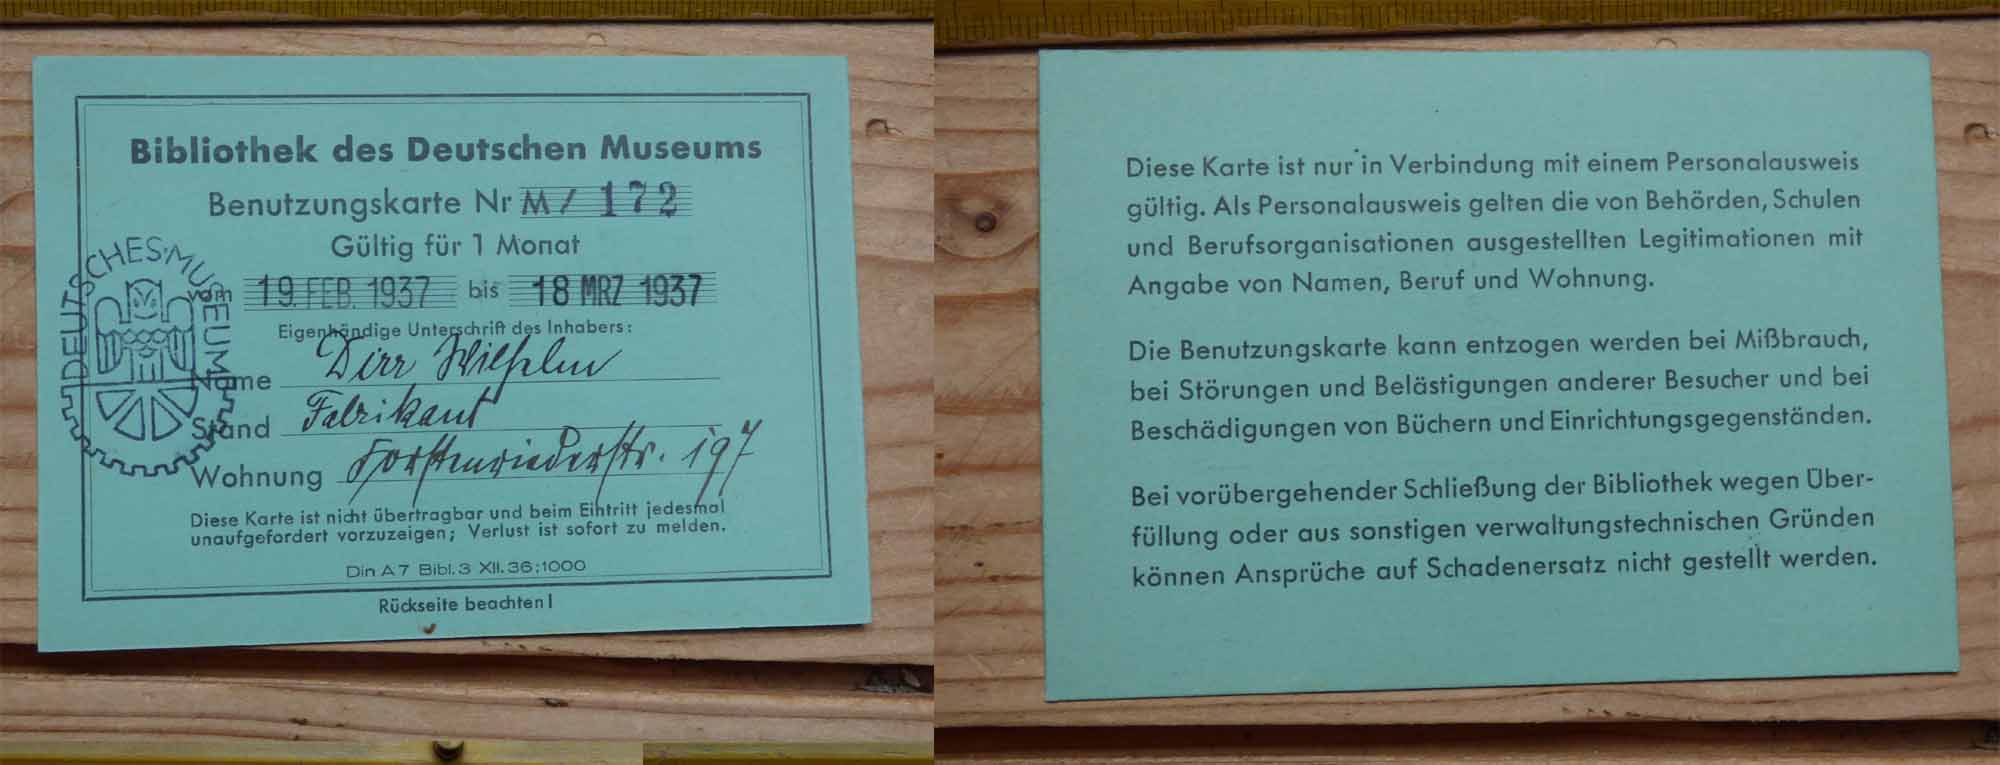 Bibliothek des Deutschen Museums
Benutzungskarte Nr M/ 172
Gültig für 1 Monat
vom 19. FEB. 1937 bis 18 MRZ 1937
Eigenhändige Unterschrift des Inhabers:
Name Dirr Wilhelm
Stand Fabrikant
Wohnung Forstenriederstr. 197
Diese Karte ist nicht übertragbar und beim Eintritt jedesmal
unaufgefordert vorzuzeigen; Verlust ist sofort zu melden.
Din A7 Bibl. 3 XII. 36: 1000
Rückseite beachten!
DEUTSCHES·MUSEUM
Diese Karte ist nur in Verbindung mit einem Personalausweis
gültig. Als Personalausweis gelten die von Behörden, Schulen
und Berufsorganisationen ausgestellten Legitimationen mit
Angabe von Namen, Beruf und Wohnung.
Die Benutzungskarte kann entzogen werden bei Mißbrauch,
bei Störungen und Belästigungen anderer Besucher und bei
Beschädigungen von Büchern und Einrichtungsgegenständen.
Bei vorübergehender Schließung der Bibliothek wegen Über-
füllung oder aus sonstigen verwaltungstechnischen Gründen
können Ansprüche auf Schadenersatz nicht gestellt werden.